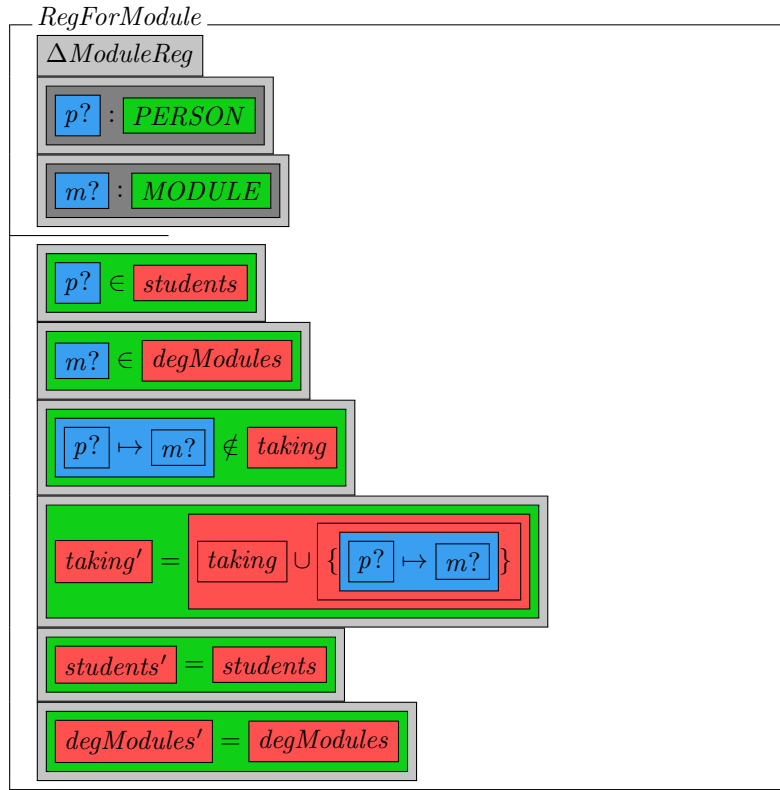 RegForModule
ΔModuleReg
p? : PERSON
m? : MODULE
p? ∈ students
m? ∈ degModules
p? ↦ m? ∉ taking
taking′ = taking ∪ {p? ↦ m?}
students′ = students
degModules′ = degModules